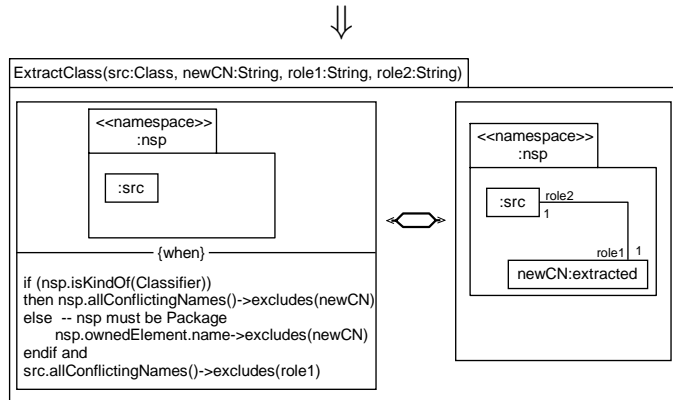 ExtractClass(src:Class, newCN:String, role1:String, role2:String)
<<namespace>>
:nsp
:src
{when}
if (nsp.isKindOf(Classifier))
then nsp.allConflictingNames()->excludes(newCN)
else -- nsp must be Package
nsp.ownedElement.name->excludes(newCN)
endif and
src.allConflictingNames()->excludes(role1)
<<namespace>>
:nsp
:src
role2
1
role1
1
newCN:extracted